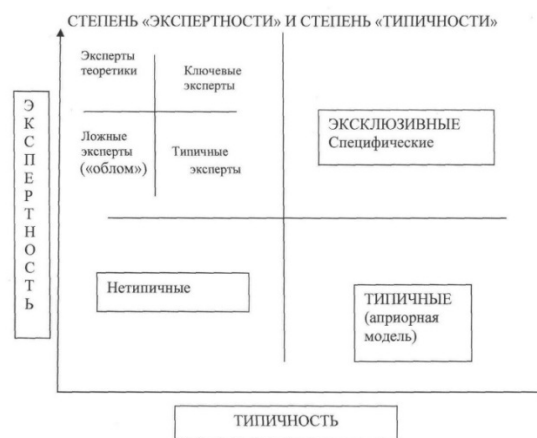 СТЕПЕНЬ «ЭКСПЕРТНОСТИ» И СТЕПЕНЬ «ТИПИЧНОСТИ»
Эксперты
теоретики
Ключевые
эксперты
Ложные
эксперты
(«облом»)
Типичные
эксперты
ЭКСКЛЮЗИВНЫЕ
Специфические
Э
К
С
П
Е
Р
Т
Н
О
С
Т
Ь
Нетипичные
ТИПИЧНЫЕ
(априорная
модель)
ТИПИЧНОСТЬ